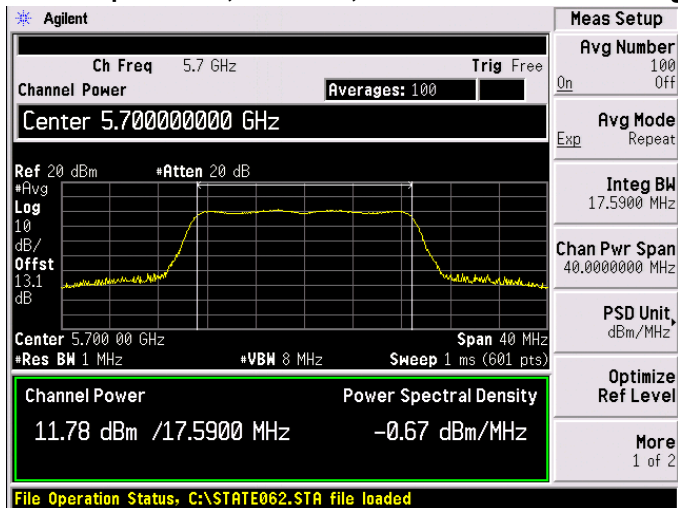 Agilent
Meas Setup
Ch Freq 5.7 GHz Trig Free
Channel Power Averages: 100
Center 5.700000000 GHz
Ref 20 dBm #Atten 20 dB
#Avg
Log
10
dB/
Offst
13.1
dB
Center 5.700 00 GHz Span 40 MHz
#Res BW 1 MHz #VBW 8 MHz Sweep 1 ms (601 pts)
Channel Power Power Spectral Density
11.78 dBm /17.5900 MHz -0.67 dBm/MHz
File Operation Status, C:\STATE062.STA file loaded
Avg Number
100
On Off
Avg Mode
Exp Repeat
Integ BW
17.5900 MHz
Chan Pwr Span
40.0000000 MHz
PSD Unit
dBm/MHz
Optimize
Ref Level
More
1 of 2